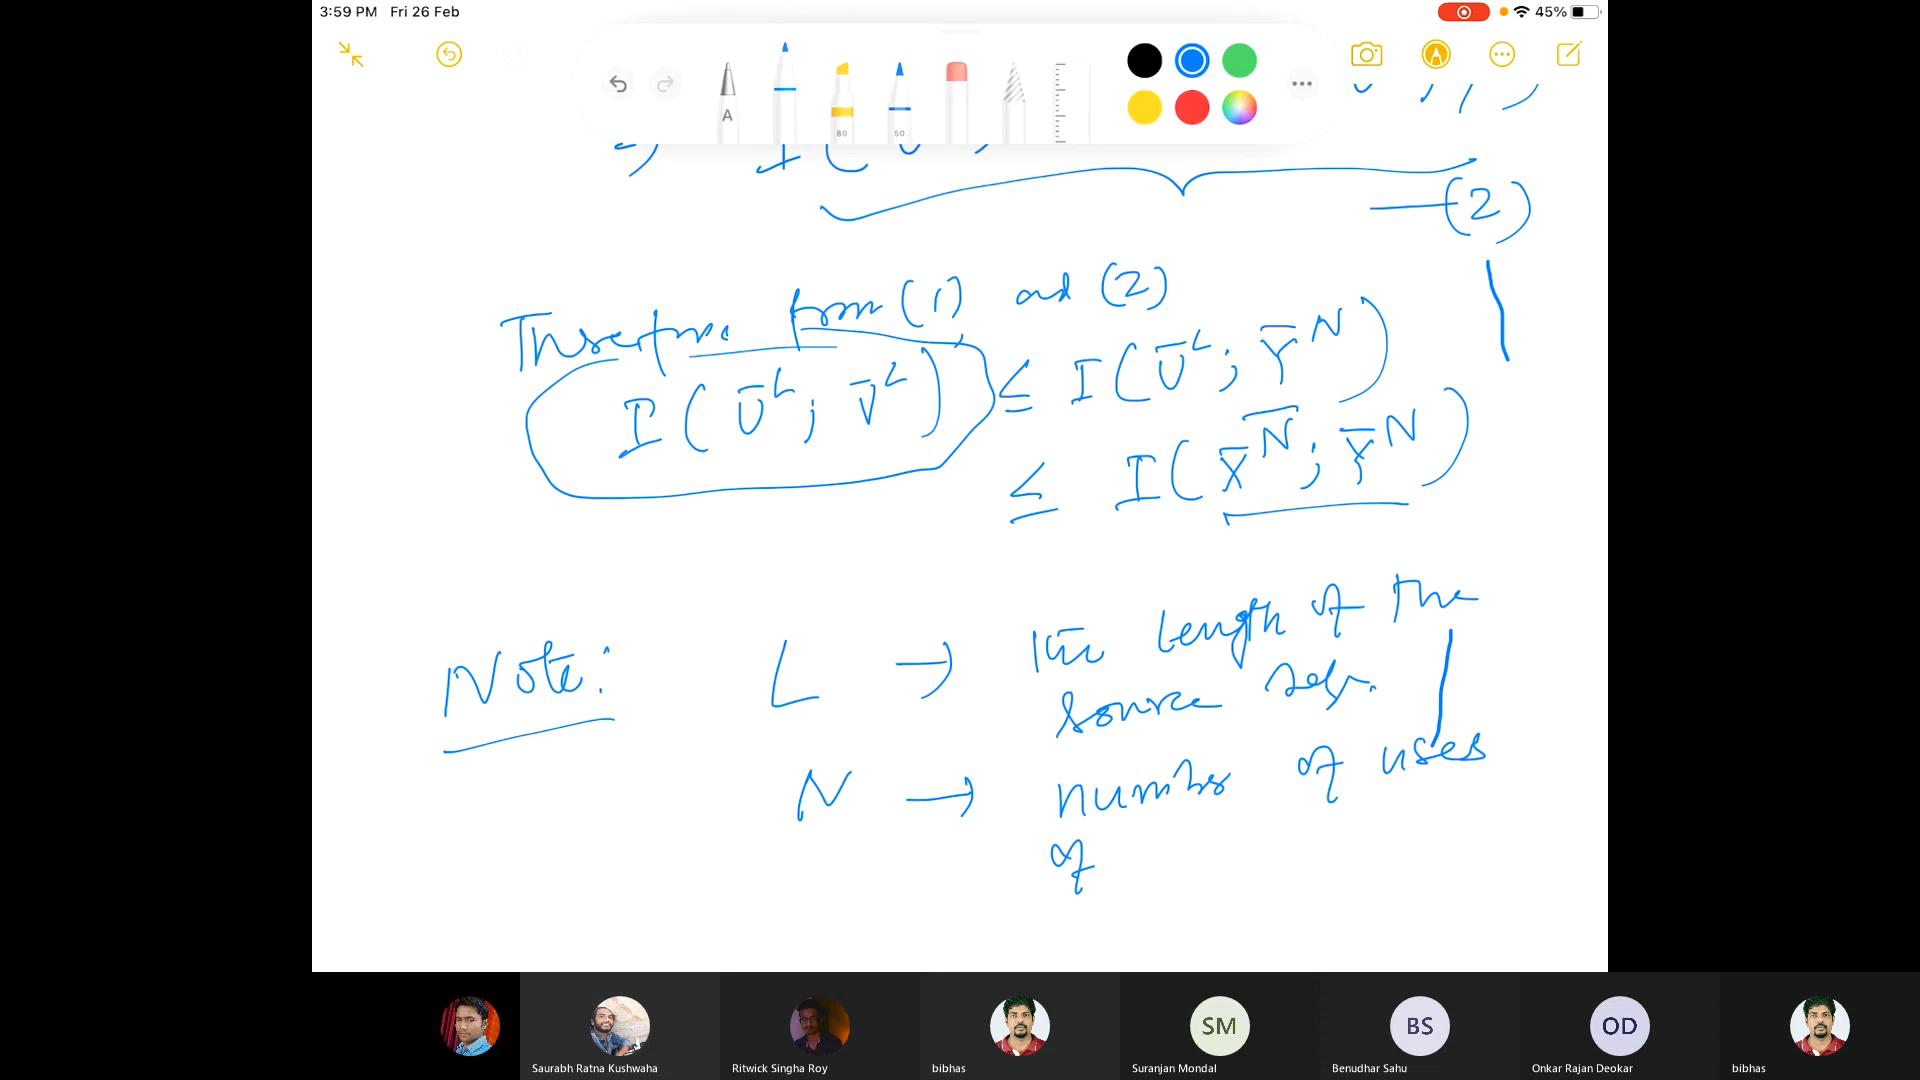 3:59 PM Fri 26 Feb
45%
A
80
50
(2)
Therefore from (1) and (2)
I(Ū^L; V̄^L) ≤ I(Ū^L; Ȳ^N)
≤ I(X̄^N; Ȳ^N)
Note: L → the length of the
source seq.
N → number of uses
of
SM
BS
OD
Saurabh Ratna Kushwaha
Ritwick Singha Roy
bibhas
Suranjan Mondal
Benudhar Sahu
Onkar Rajan Deokar
bibhas